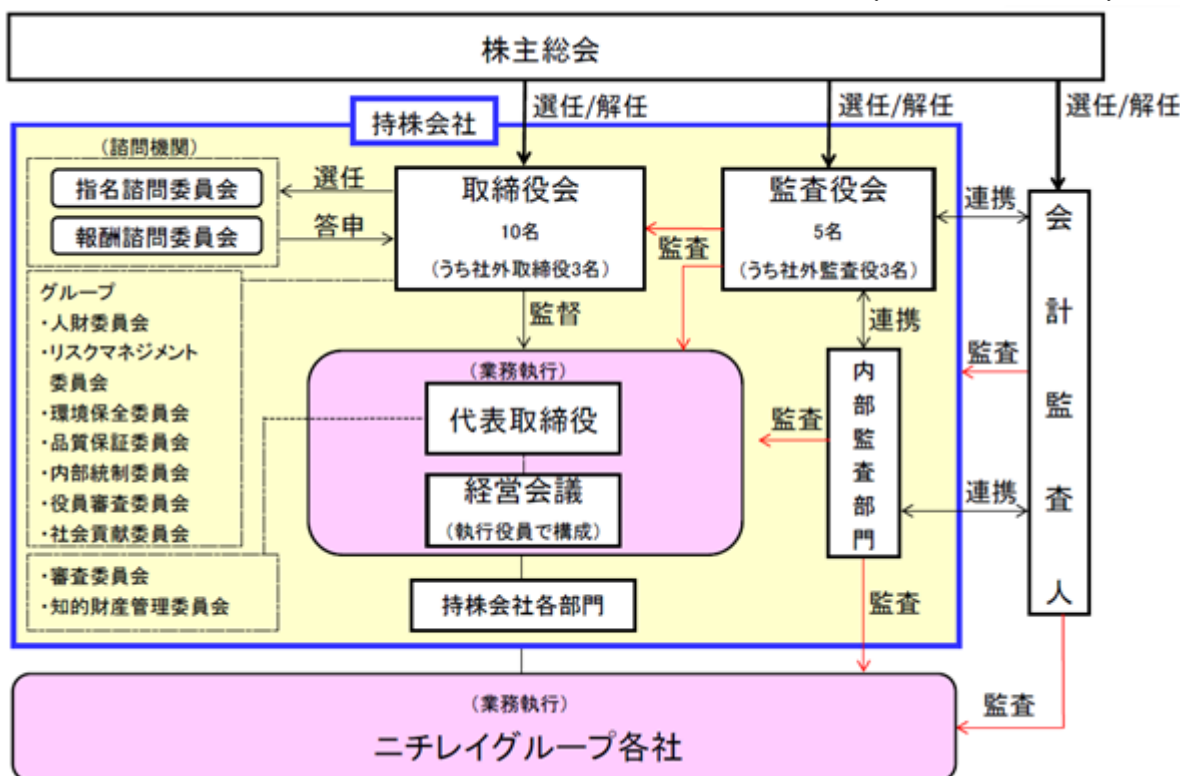 株主総会
選任/解任
選任/解任
選任/解任
持株会社
(諮問機関)
指名諮問委員会
報酬諮問委員会
選任
答申
取締役会
10名
(うち社外取締役3名)
監査
監査役会
5名
(うち社外監査役3名)
連携
会計監査人
グループ
・人財委員会
・リスクマネジメント
委員会
・環境保全委員会
・品質保証委員会
・内部統制委員会
・役員審査委員会
・社会貢献委員会
・審査委員会
・知的財産管理委員会
監督
連携
(業務執行)
代表取締役
経営会議
(執行役員で構成)
持株会社各部門
監査
内部監査部門
監査
連携
監査
監査
(業務執行)
ニチレイグループ各社